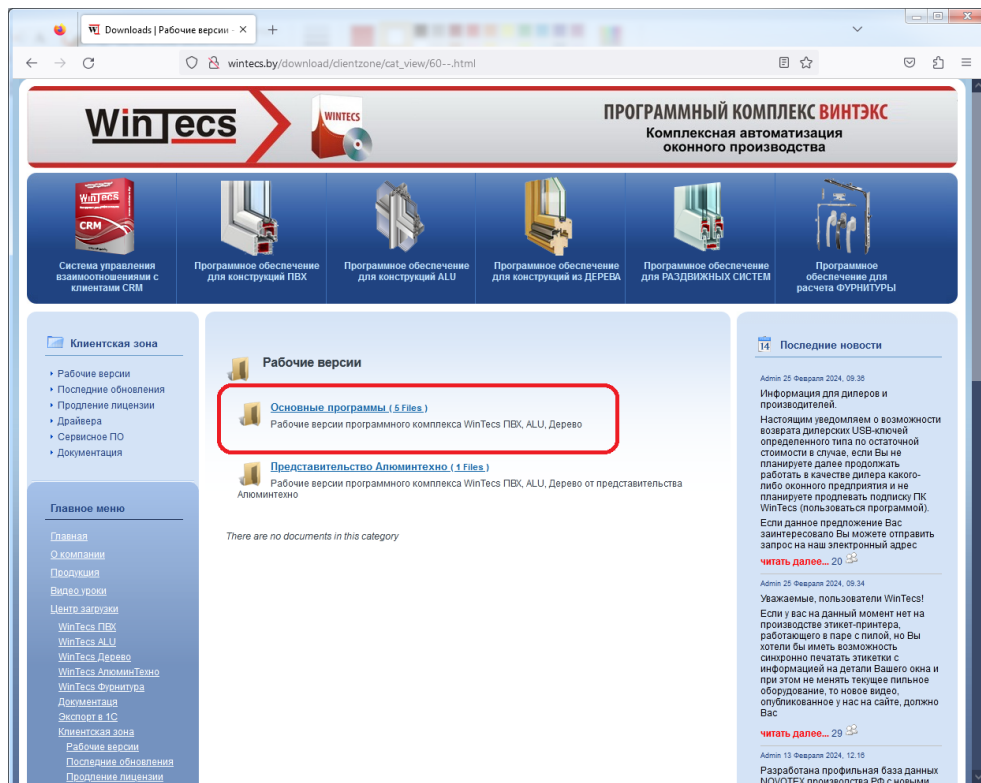 Downloads | Рабочие версии -
wintecs.by/download/clientzone/cat_view/60--.html
WinTecs
WINTECS
ПРОГРАММНЫЙ КОМПЛЕКС ВИНТЭКС
Комплексная автоматизация
оконного производства
WinTecs
CRM
Система управления
взаимоотношениями с
клиентами CRM
Программное обеспечение
для конструкций ПВХ
Программное обеспечение
для конструкций ALU
Программное обеспечение
для конструкций из ДЕРЕВА
Программное обеспечение
для РАЗДВИЖНЫХ СИСТЕМ
Программное
обеспечение для
расчета ФУРНИТУРЫ
Клиентская зона
Рабочие версии
Последние обновления
Продление лицензии
Драйвера
Сервисное ПО
Документация
Главное меню
Главная
О компании
Продукция
Видео уроки
Центр загрузки
WinTecs ПВХ
WinTecs ALU
WinTecs Дерево
WinTecs АлюминТехно
WinTecs Фурнитура
Документация
Экспорт в 1С
Клиентская зона
Рабочие версии
Последние обновления
Продление лицензии
Рабочие версии
Основные программы ( 5 Files )
Рабочие версии программного комплекса WinTecs ПВХ, ALU, Дерево
Представительство Алюминтехно ( 1 Files )
Рабочие версии программного комплекса WinTecs ПВХ, ALU, Дерево от представительства
Алюминтехно
There are no documents in this category
14 Последние новости
Admin 25 Февраля 2024, 09.36
Информация для дилеров и
производителей.
Настоящим уведомляем о возможности
возврата дилерских USB-ключей
определенного типа по остаточной
стоимости в случае, если Вы не
планируете далее продолжать
работать в качестве дилера какого-
либо оконного предприятия и не
планируете продлевать подписку ПК
WinTecs (пользоваться программой).
Если данное предложение Вас
заинтересовало Вы можете отправить
запрос на наш электронный адрес
читать далее... 20
Admin 25 Февраля 2024, 09.34
Уважаемые, пользователи WinTecs!
Если у вас на данный момент нет на
производстве этикет-принтера,
работающего в паре с пилой, но Вы
хотели бы иметь возможность
синхронно печатать этикетки с
информацией на детали Вашего окна и
при этом не менять текущее пильное
оборудование, то новое видео,
опубликованное у нас на сайте, должно
Вас
читать далее... 29
Admin 13 Февраля 2024, 12.16
Разработана профильная база данных
NOVOTEX производства РФ с новыми